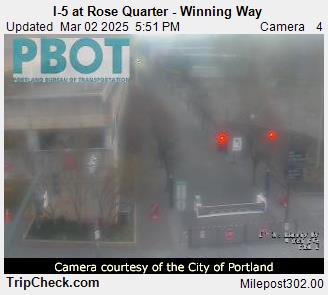 I-5 at Rose Quarter - Winning Way
Updated Mar 02 2025 5:51 PM Camera 4
PBOT
PORTLAND BUREAU OF TRANSPORTATION
Camera courtesy of the City of Portland
TripCheck.com Milepost302.00